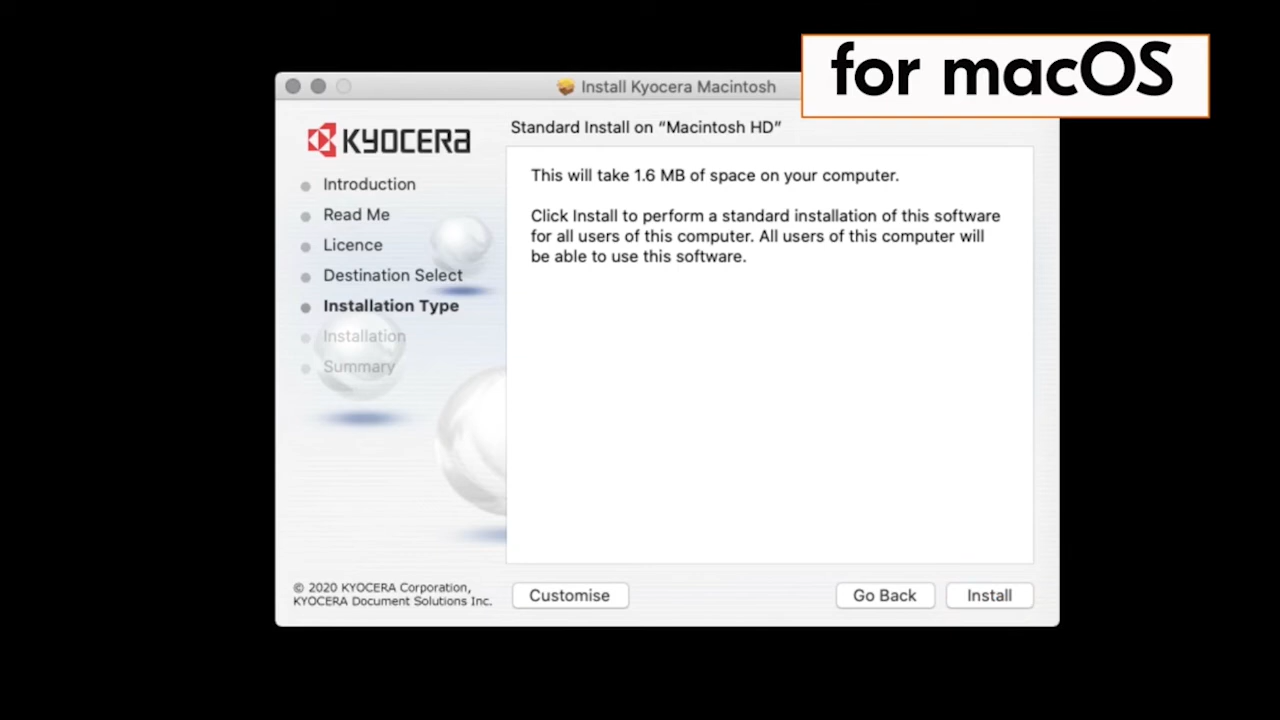 for macOS
Install Kyocera Macintosh
KYOCERA
Standard Install on “Macintosh HD”
Introduction
Read Me
Licence
Destination Select
Installation Type
Installation
Summary
This will take 1.6 MB of space on your computer.
Click Install to perform a standard installation of this software
for all users of this computer. All users of this computer will
be able to use this software.
© 2020 KYOCERA Corporation,
KYOCERA Document Solutions Inc.
Customise
Go Back
Install